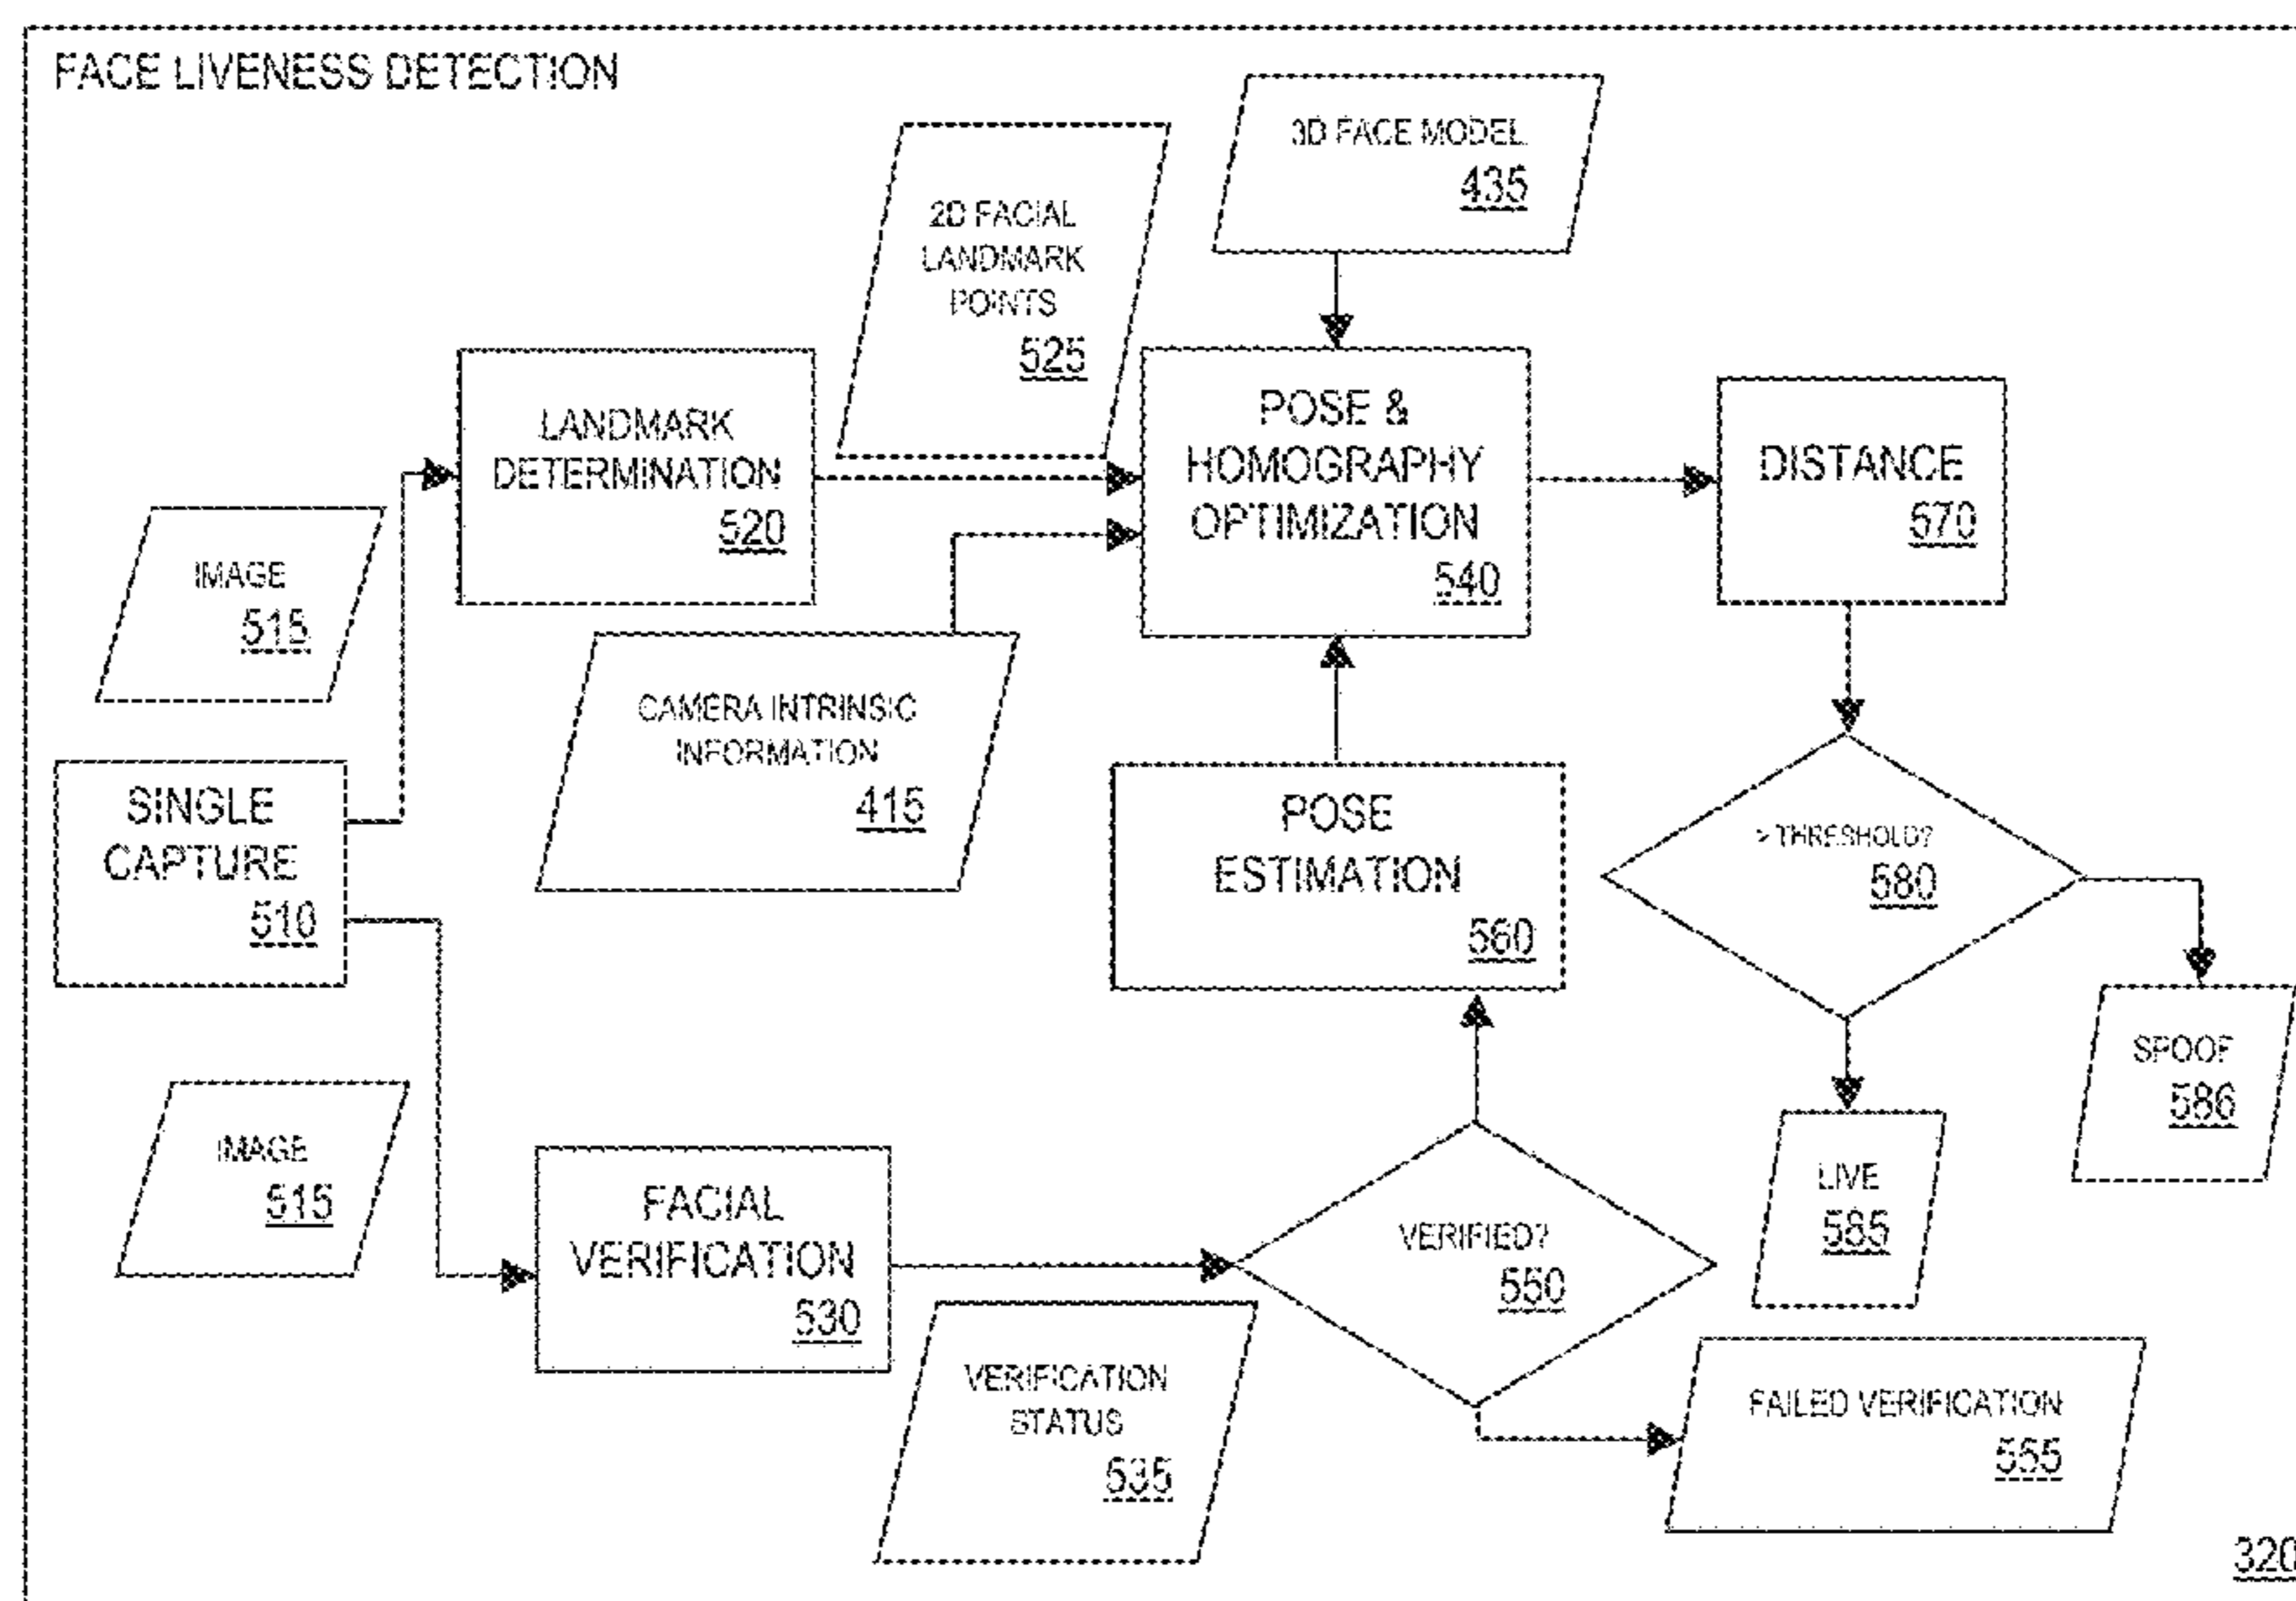 FACE LIVENESS DETECTION
3D FACE MODEL
435
2D FACIAL
LANDMARK
POINTS
525
LANDMARK
DETERMINATION
520
POSE &
HOMOGRAPHY
OPTIMIZATION
540
DISTANCE
570
IMAGE
515
CAMERA INTRINSIC
INFORMATION
415
SINGLE
CAPTURE
510
POSE
ESTIMATION
560
> THRESHOLD?
580
SPOOF
586
LIVE
585
IMAGE
515
FACIAL
VERIFICATION
530
VERIFIED?
550
VERIFICATION
STATUS
535
FAILED VERIFICATION
555
320